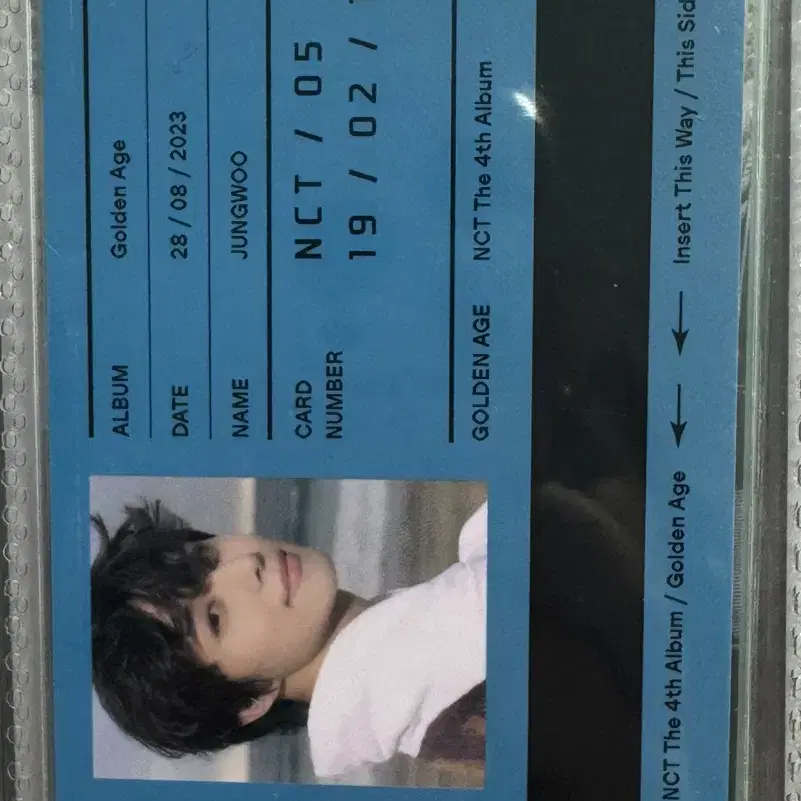 ALBUM Golden Age
DATE 28 / 08 / 2023
NAME JUNGWOO
CARD NUMBER NCT / 05
19 / 02 /
GOLDEN AGE NCT The 4th Album
NCT The 4th Album / Golden Age ← ← Insert This Way / This